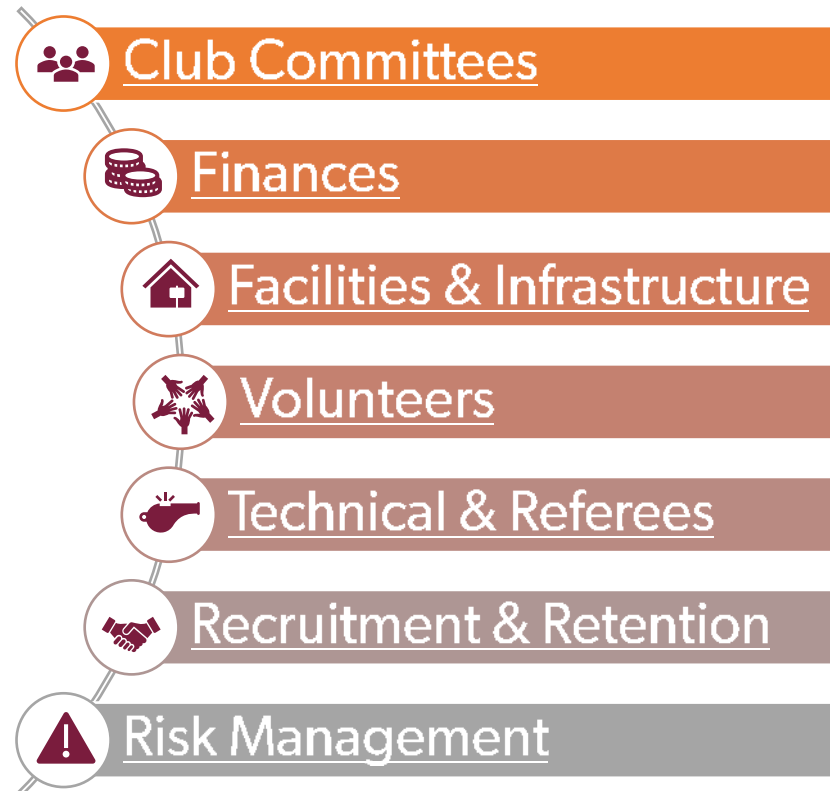 Club Committees
Finances
Facilities & Infrastructure
Volunteers
Technical & Referees
Recruitment & Retention
Risk Management